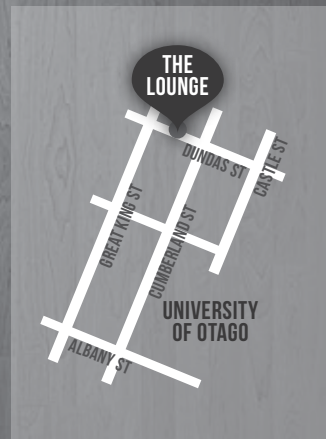 THE
LOUNGE
DUNDAS ST
CASTLE ST
GREAT KING ST
CUMBERLAND ST
UNIVERSITY
OF OTAGO
ALBANY ST